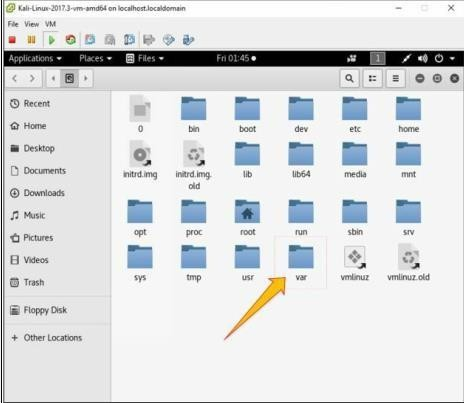 Kali-Linux-2017.3-vm-amd64 on localhost.localdomain
File View VM
Applications Places Files Fri 01:45 1
Recent
Home
Desktop
Documents
Downloads
Music
Pictures
Videos
Trash
Floppy Disk
+ Other Locations
0 bin boot dev etc home
initrd.img initrd.img. lib lib64 media mnt
old
opt proc root run sbin srv
sys tmp usr var vmlinuz vmlinuz.old